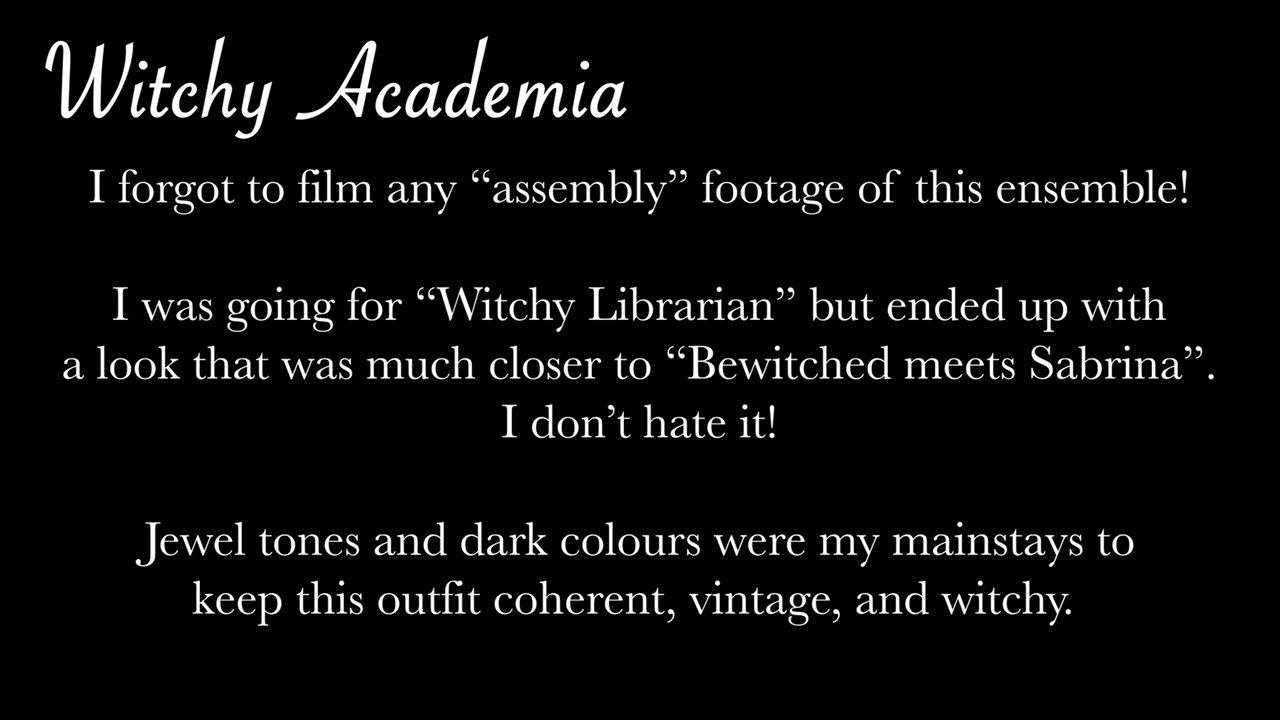 Witchy Academia
I forgot to film any “assembly” footage of this ensemble!
I was going for “Witchy Librarian” but ended up with
a look that was much closer to “Bewitched meets Sabrina”.
I don’t hate it!
Jewel tones and dark colours were my mainstays to
keep this outfit coherent, vintage, and witchy.